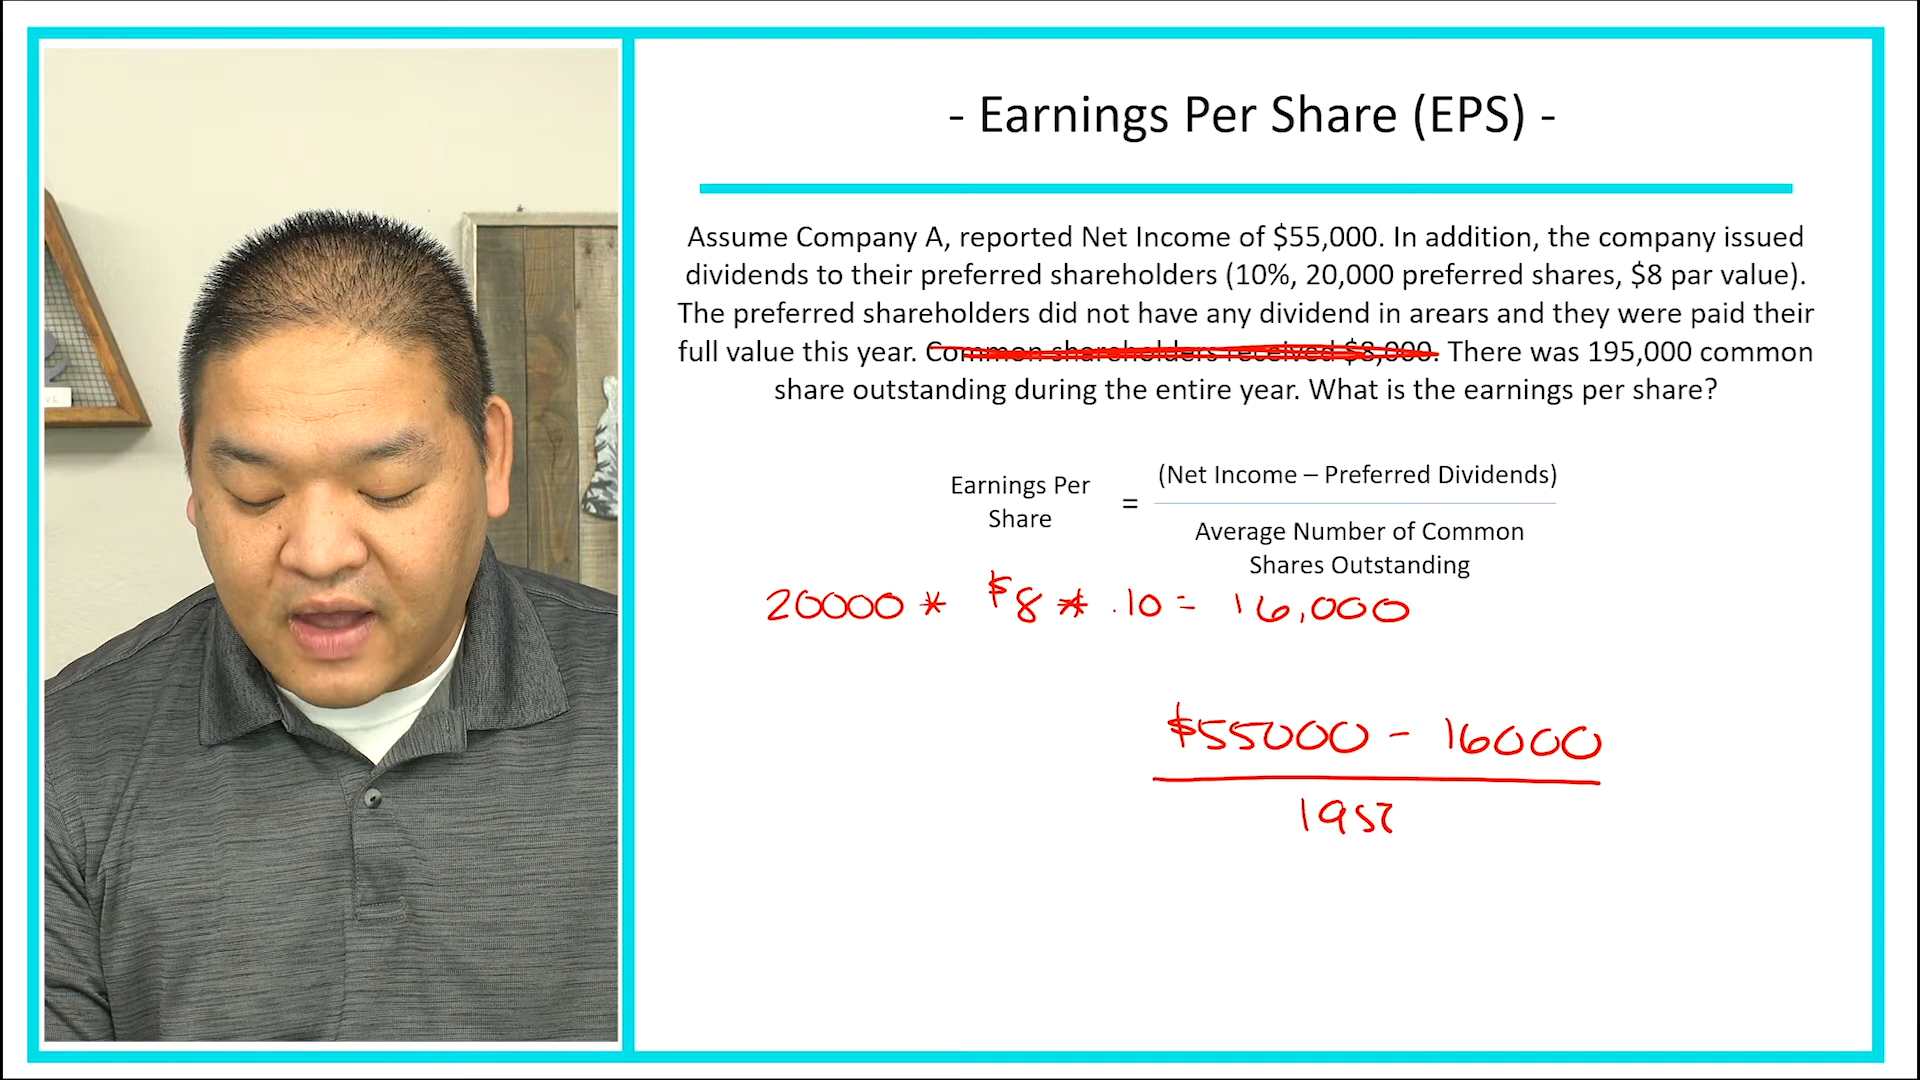 - Earnings Per Share (EPS) -
Assume Company A, reported Net Income of $55,000. In addition, the company issued
dividends to their preferred shareholders (10%, 20,000 preferred shares, $8 par value).
The preferred shareholders did not have any dividend in arears and they were paid their
full value this year. Common shareholders received $8,000. There was 195,000 common
share outstanding during the entire year. What is the earnings per share?
Earnings Per
Share
=
(Net Income – Preferred Dividends)
Average Number of Common
Shares Outstanding
20000 * $8 * .10 = 16,000
$55000 - 16000
195